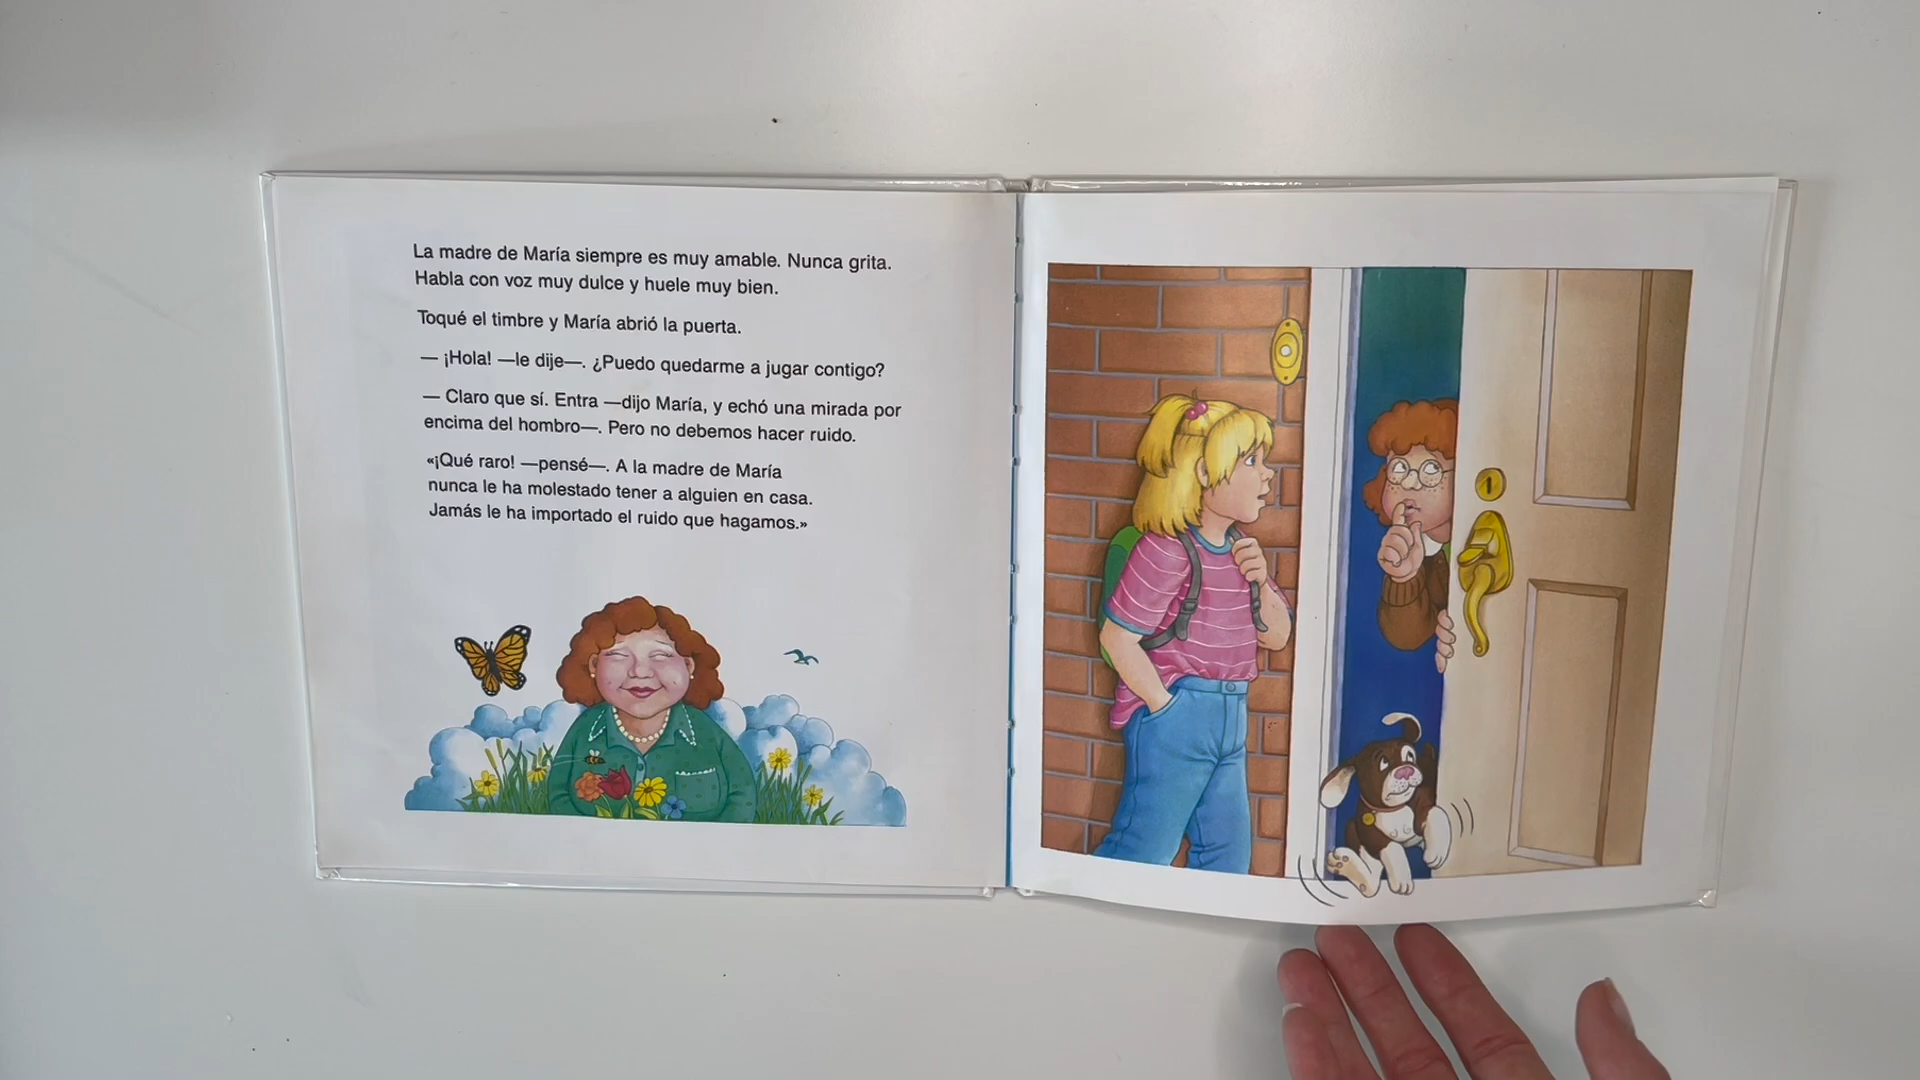 La madre de María siempre es muy amable. Nunca grita.
Habla con voz muy dulce y huele muy bien.
Toqué el timbre y María abrió la puerta.
— ¡Hola! —le dije—. ¿Puedo quedarme a jugar contigo?
— Claro que sí. Entra —dijo María, y echó una mirada por
encima del hombro—. Pero no debemos hacer ruido.
«¡Qué raro! —pensé—. A la madre de María
nunca le ha molestado tener a alguien en casa.
Jamás le ha importado el ruido que hagamos.»